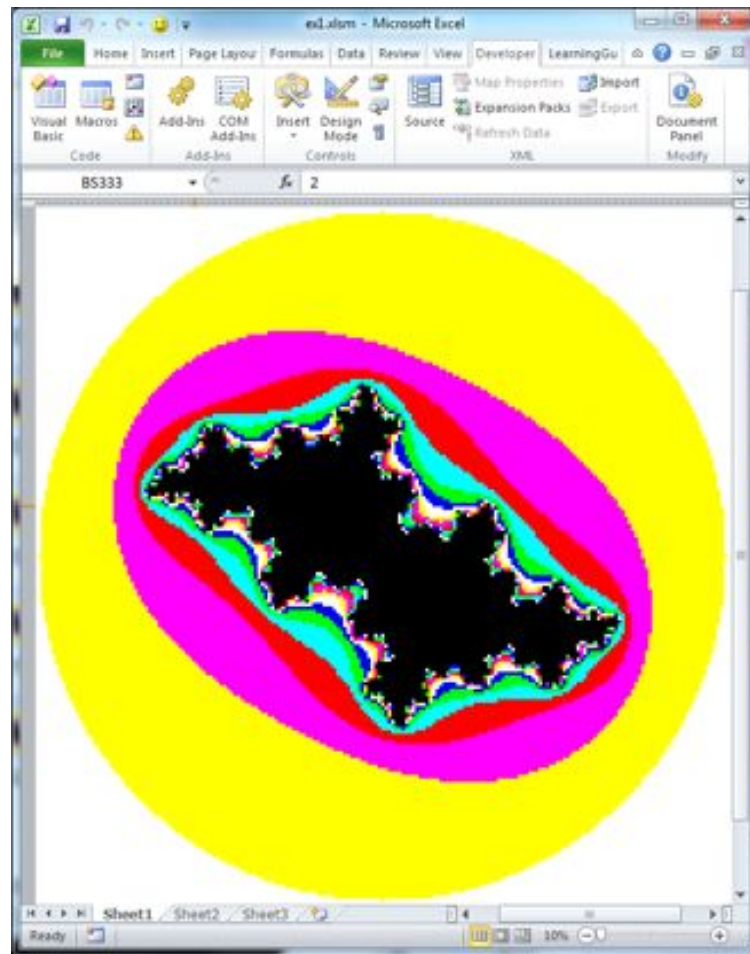 ex1.xlsm - Microsoft Excel
File Home Insert Page Layour Formulas Data Review View Developer LearningGu
Visual Basic Macros Add-Ins COM Add-Ins Insert Design Mode Source Map Properties Expansion Packs Refresh Data Import Export Document Panel
Code Add-Ins Controls XML Modify
BS333 fx 2
Sheet1 Sheet2 Sheet3
Ready 10%